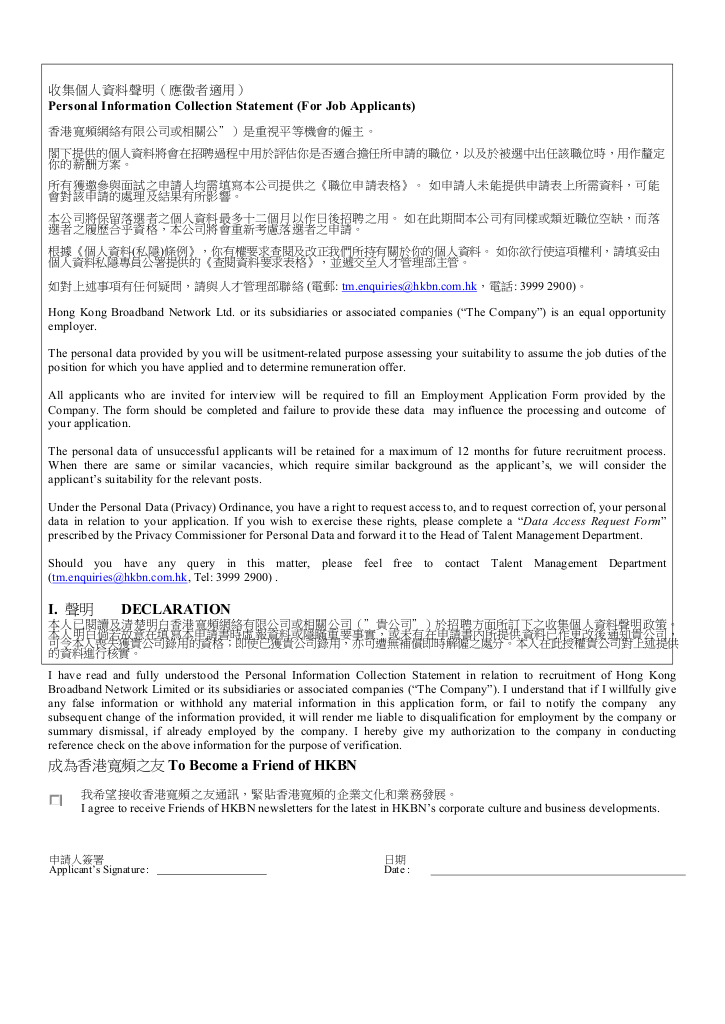 收集個人資料聲明 ( 應徵者適用 )
Personal Information Collection Statement (For Job Applicants)
香港寬頻網絡有限公司或相關公” ) 是重視平等機會的僱主。
閣下提供的個人資料將會在招聘過程中用於評估你是否適合擔任所申請的職位，以及於被選中出任該職位時，用作釐定
你的薪酬方案。
所有獲邀參與面試之申請人均需填寫本公司提供之《職位申請表格》。 如申請人未能提供申請表上所需資料，可能
會對該申請的處理及結果有所影響。
本公司將保留落選者之個人資料最多十二個月以作日後招聘之用。 如在此期間本公司有同樣或類近職位空缺，而落
選者之履歷合乎資格，本公司將會重新考慮落選者之申請。
根據《個人資料(私隱)條例》，你有權要求查閱及改正我們所持有關於你的個人資料。 如你欲行使這項權利，請填妥由
個人資料私隱專員公署提供的《查閱資料要求表格》，並遞交至人才管理部主管。
如對上述事項有任何疑問，請與人才管理部聯絡 (電郵: tm.enquiries@hkbn.com.hk，電話: 3999 2900)。
Hong Kong Broadband Network Ltd. or its subsidiaries or associated companies (“The Company”) is an equal opportunity
employer.
The personal data provided by you will be usitment-related purpose assessing your suitability to assume the job duties of the
position for which you have applied and to determine remuneration offer.
All applicants who are invited for interview will be required to fill an Employment Application Form provided by the
Company. The form should be completed and failure to provide these data may influence the processing and outcome of
your application.
The personal data of unsuccessful applicants will be retained for a maximum of 12 months for future recruitment process.
When there are same or similar vacancies, which require similar background as the applicant’s, we will consider the
applicant’s suitability for the relevant posts.
Under the Personal Data (Privacy) Ordinance, you have a right to request access to, and to request correction of, your personal
data in relation to your application. If you wish to exercise these rights, please complete a “Data Access Request Form”
prescribed by the Privacy Commissioner for Personal Data and forward it to the Head of Talent Management Department.
Should you have any query in this matter, please feel free to contact Talent Management Department
(tm.enquiries@hkbn.com.hk, Tel: 3999 2900) .
I. 聲明 DECLARATION
本人已閱讀及清楚明白香港寬頻網絡有限公司或相關公司 ( ”貴公司” ) 於招聘方面所訂下之收集個人資料聲明政策。
本人明白倘若故意在填寫本申請書時虛報資料或隱瞞重要事實，或未有在申請書內所提供資料已作更改後通知貴公司，
可令本人喪失獲貴公司錄用的資格；即使已獲貴公司錄用，亦可遭無補償即時解僱之處分。本人在此授權貴公司對上述提供
的資料進行核實。
I have read and fully understood the Personal Information Collection Statement in relation to recruitment of Hong Kong
Broadband Network Limited or its subsidiaries or associated companies (“The Company”). I understand that if I willfully give
any false information or withhold any material information in this application form, or fail to notify the company any
subsequent change of the information provided, it will render me liable to disqualification for employment by the company or
summary dismissal, if already employed by the company. I hereby give my authorization to the company in conducting
reference check on the above information for the purpose of verification.
成為香港寬頻之友 To Become a Friend of HKBN
我希望接收香港寬頻之友通訊，緊貼香港寬頻的企業文化和業務發展。
I agree to receive Friends of HKBN newsletters for the latest in HKBN’s corporate culture and business developments.
申請人簽署 日期
Applicant’s Signature: Date :